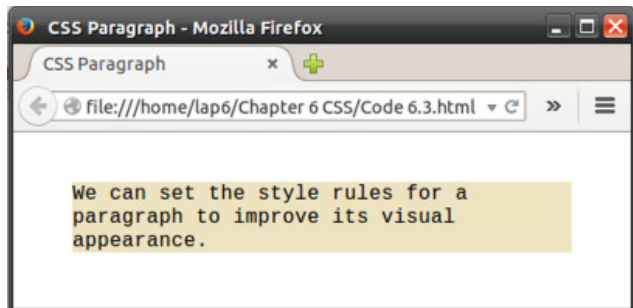 CSS Paragraph - Mozilla Firefox
CSS Paragraph
file:///home/lap6/Chapter 6 CSS/Code 6.3.html
We can set the style rules for a
paragraph to improve its visual
appearance.